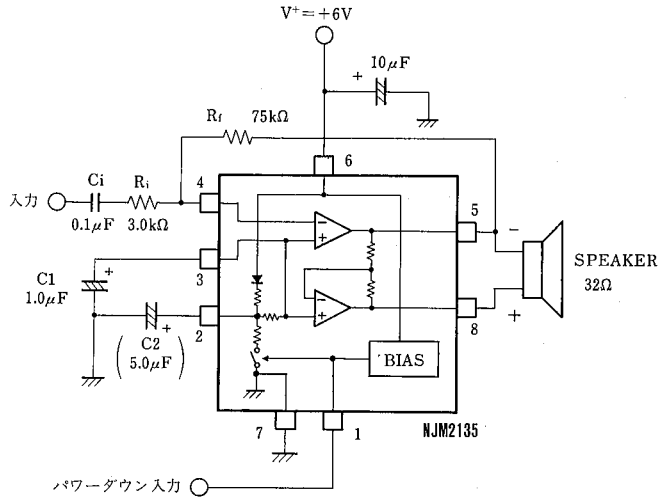 V⁺=+6V
10μF
+
Rf 75kΩ
6
Ci Ri 4
入力
0.1μF 3.0kΩ
5 −
− +
SPEAKER
32Ω
3
C1 +
1.0μF
− +
8 +
2
C2 +
( 5.0μF )
BIAS
7 1
NJM2135
パワーダウン入力